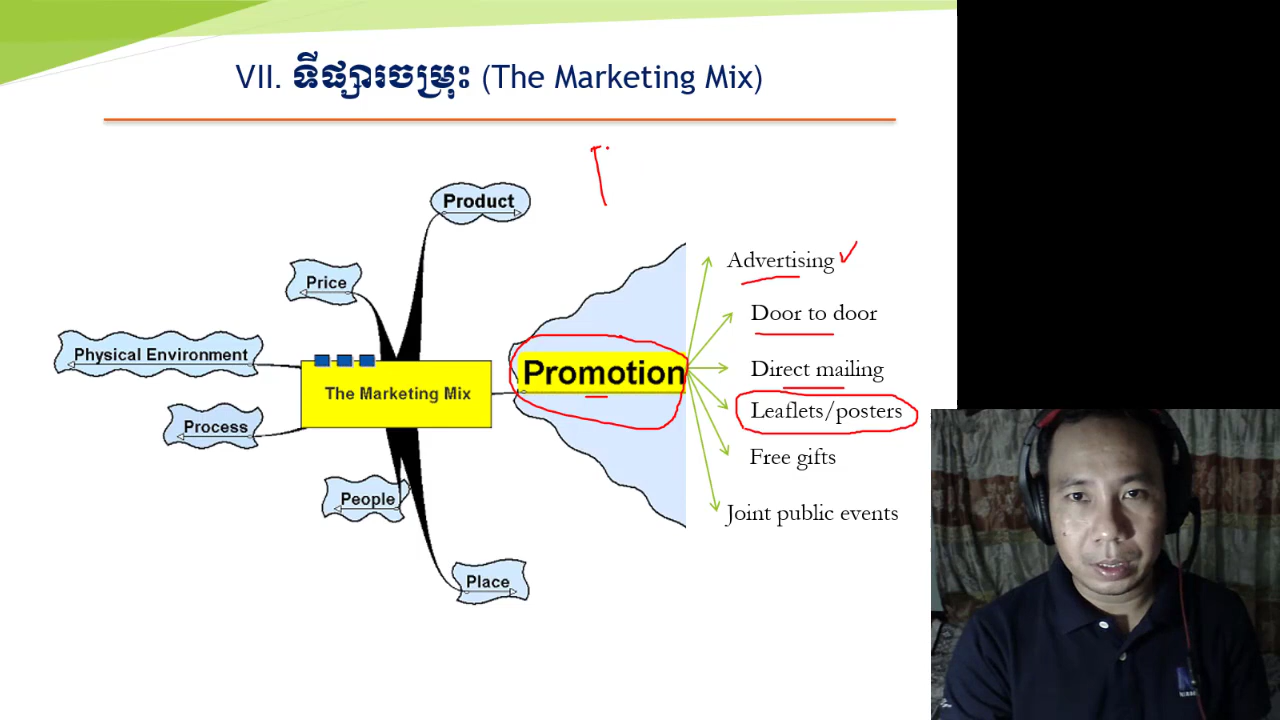 VII. ទីផ្សារចម្រុះ (The Marketing Mix)
Product
Price
Physical Environment
The Marketing Mix
Process
People
Place
Promotion
Advertising
Door to door
Direct mailing
Leaflets/posters
Free gifts
Joint public events